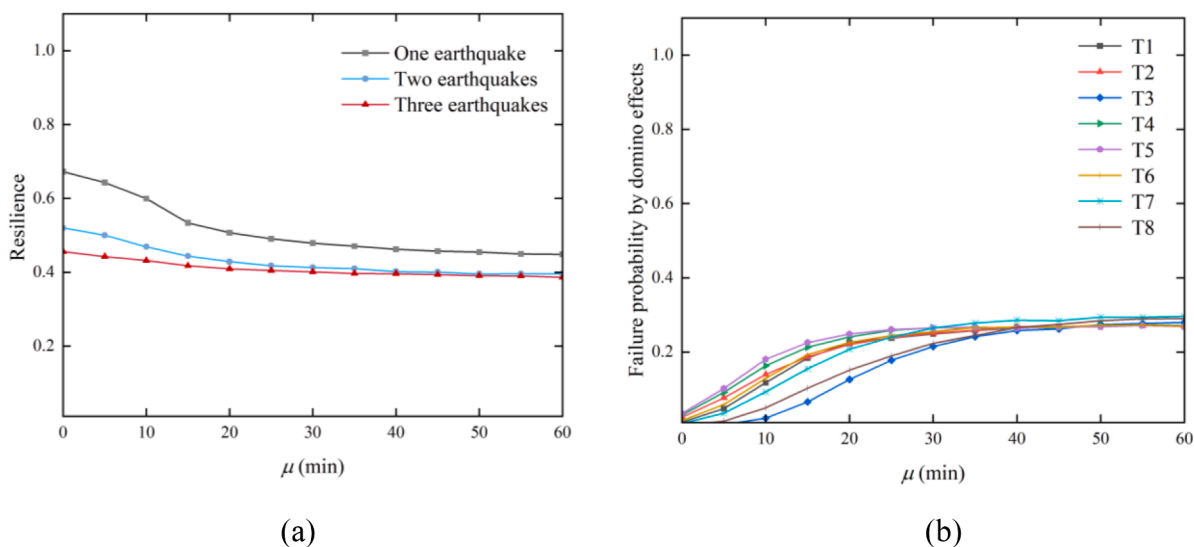 1.0
0.8
0.6
0.4
0.2
0
10
20
30
40
50
60
Resilience
μ (min)
One earthquake
Two earthquakes
Three earthquakes
(a)
1.0
0.8
0.6
0.4
0.2
0
10
20
30
40
50
60
Failure probability by domino effects
μ (min)
T1
T2
T3
T4
T5
T6
T7
T8
(b)